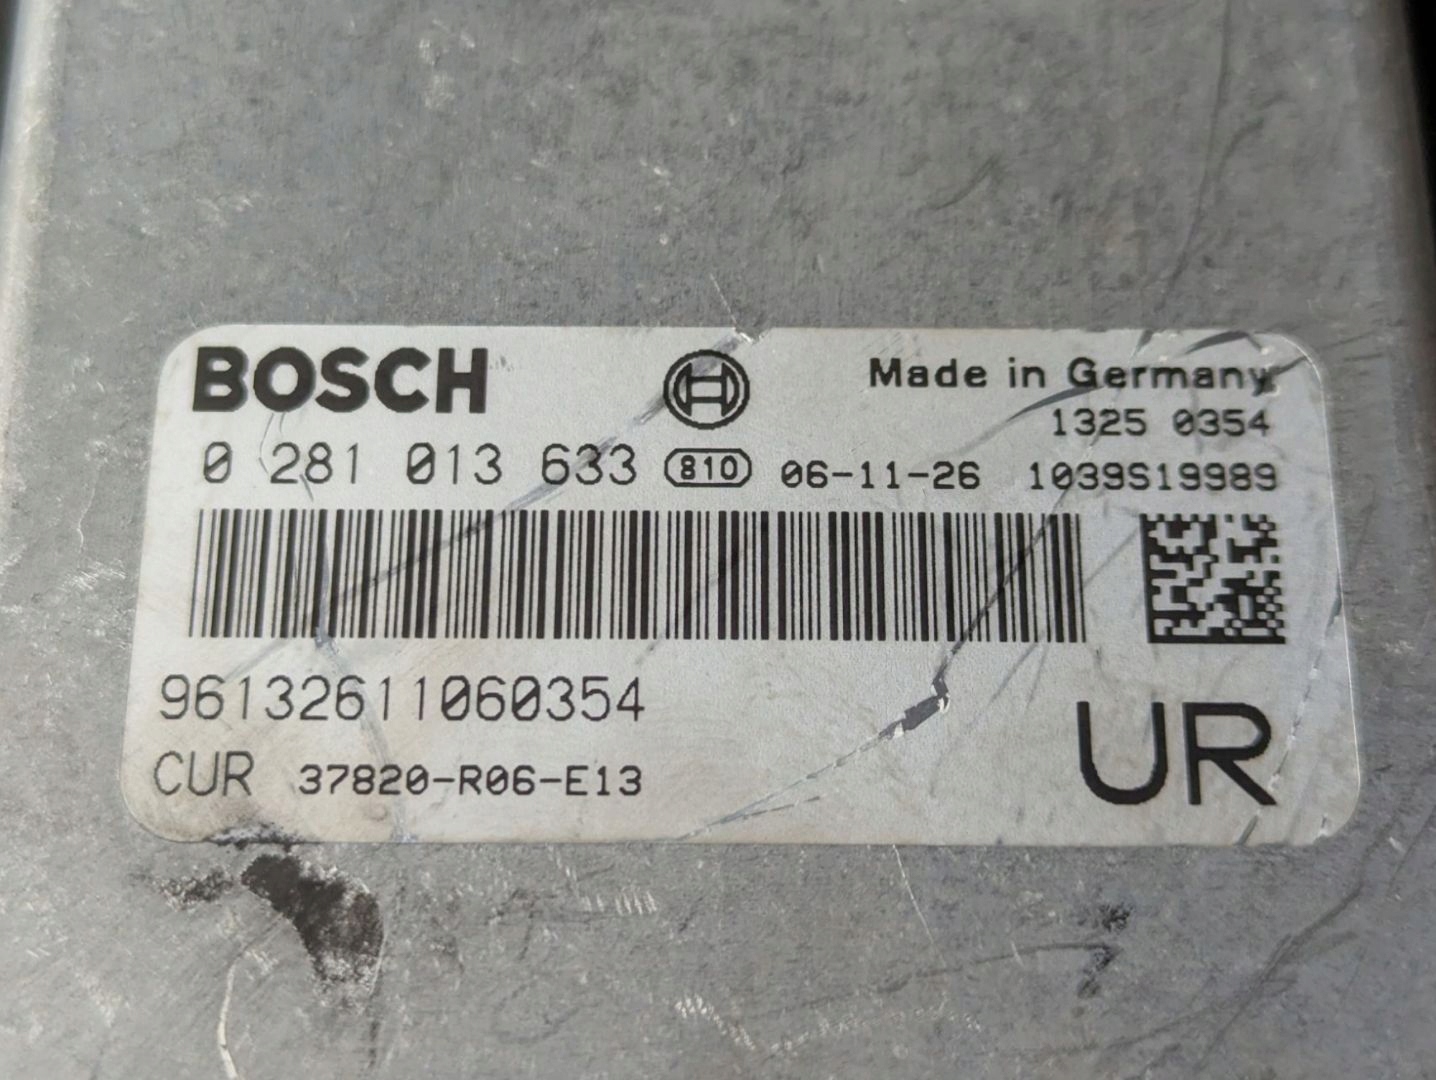 BOSCH
Made in Germany
1325 0354
0 281 013 633 810 06-11-26 1039S19989
96132611060354
CUR 37820-R06-E13
UR